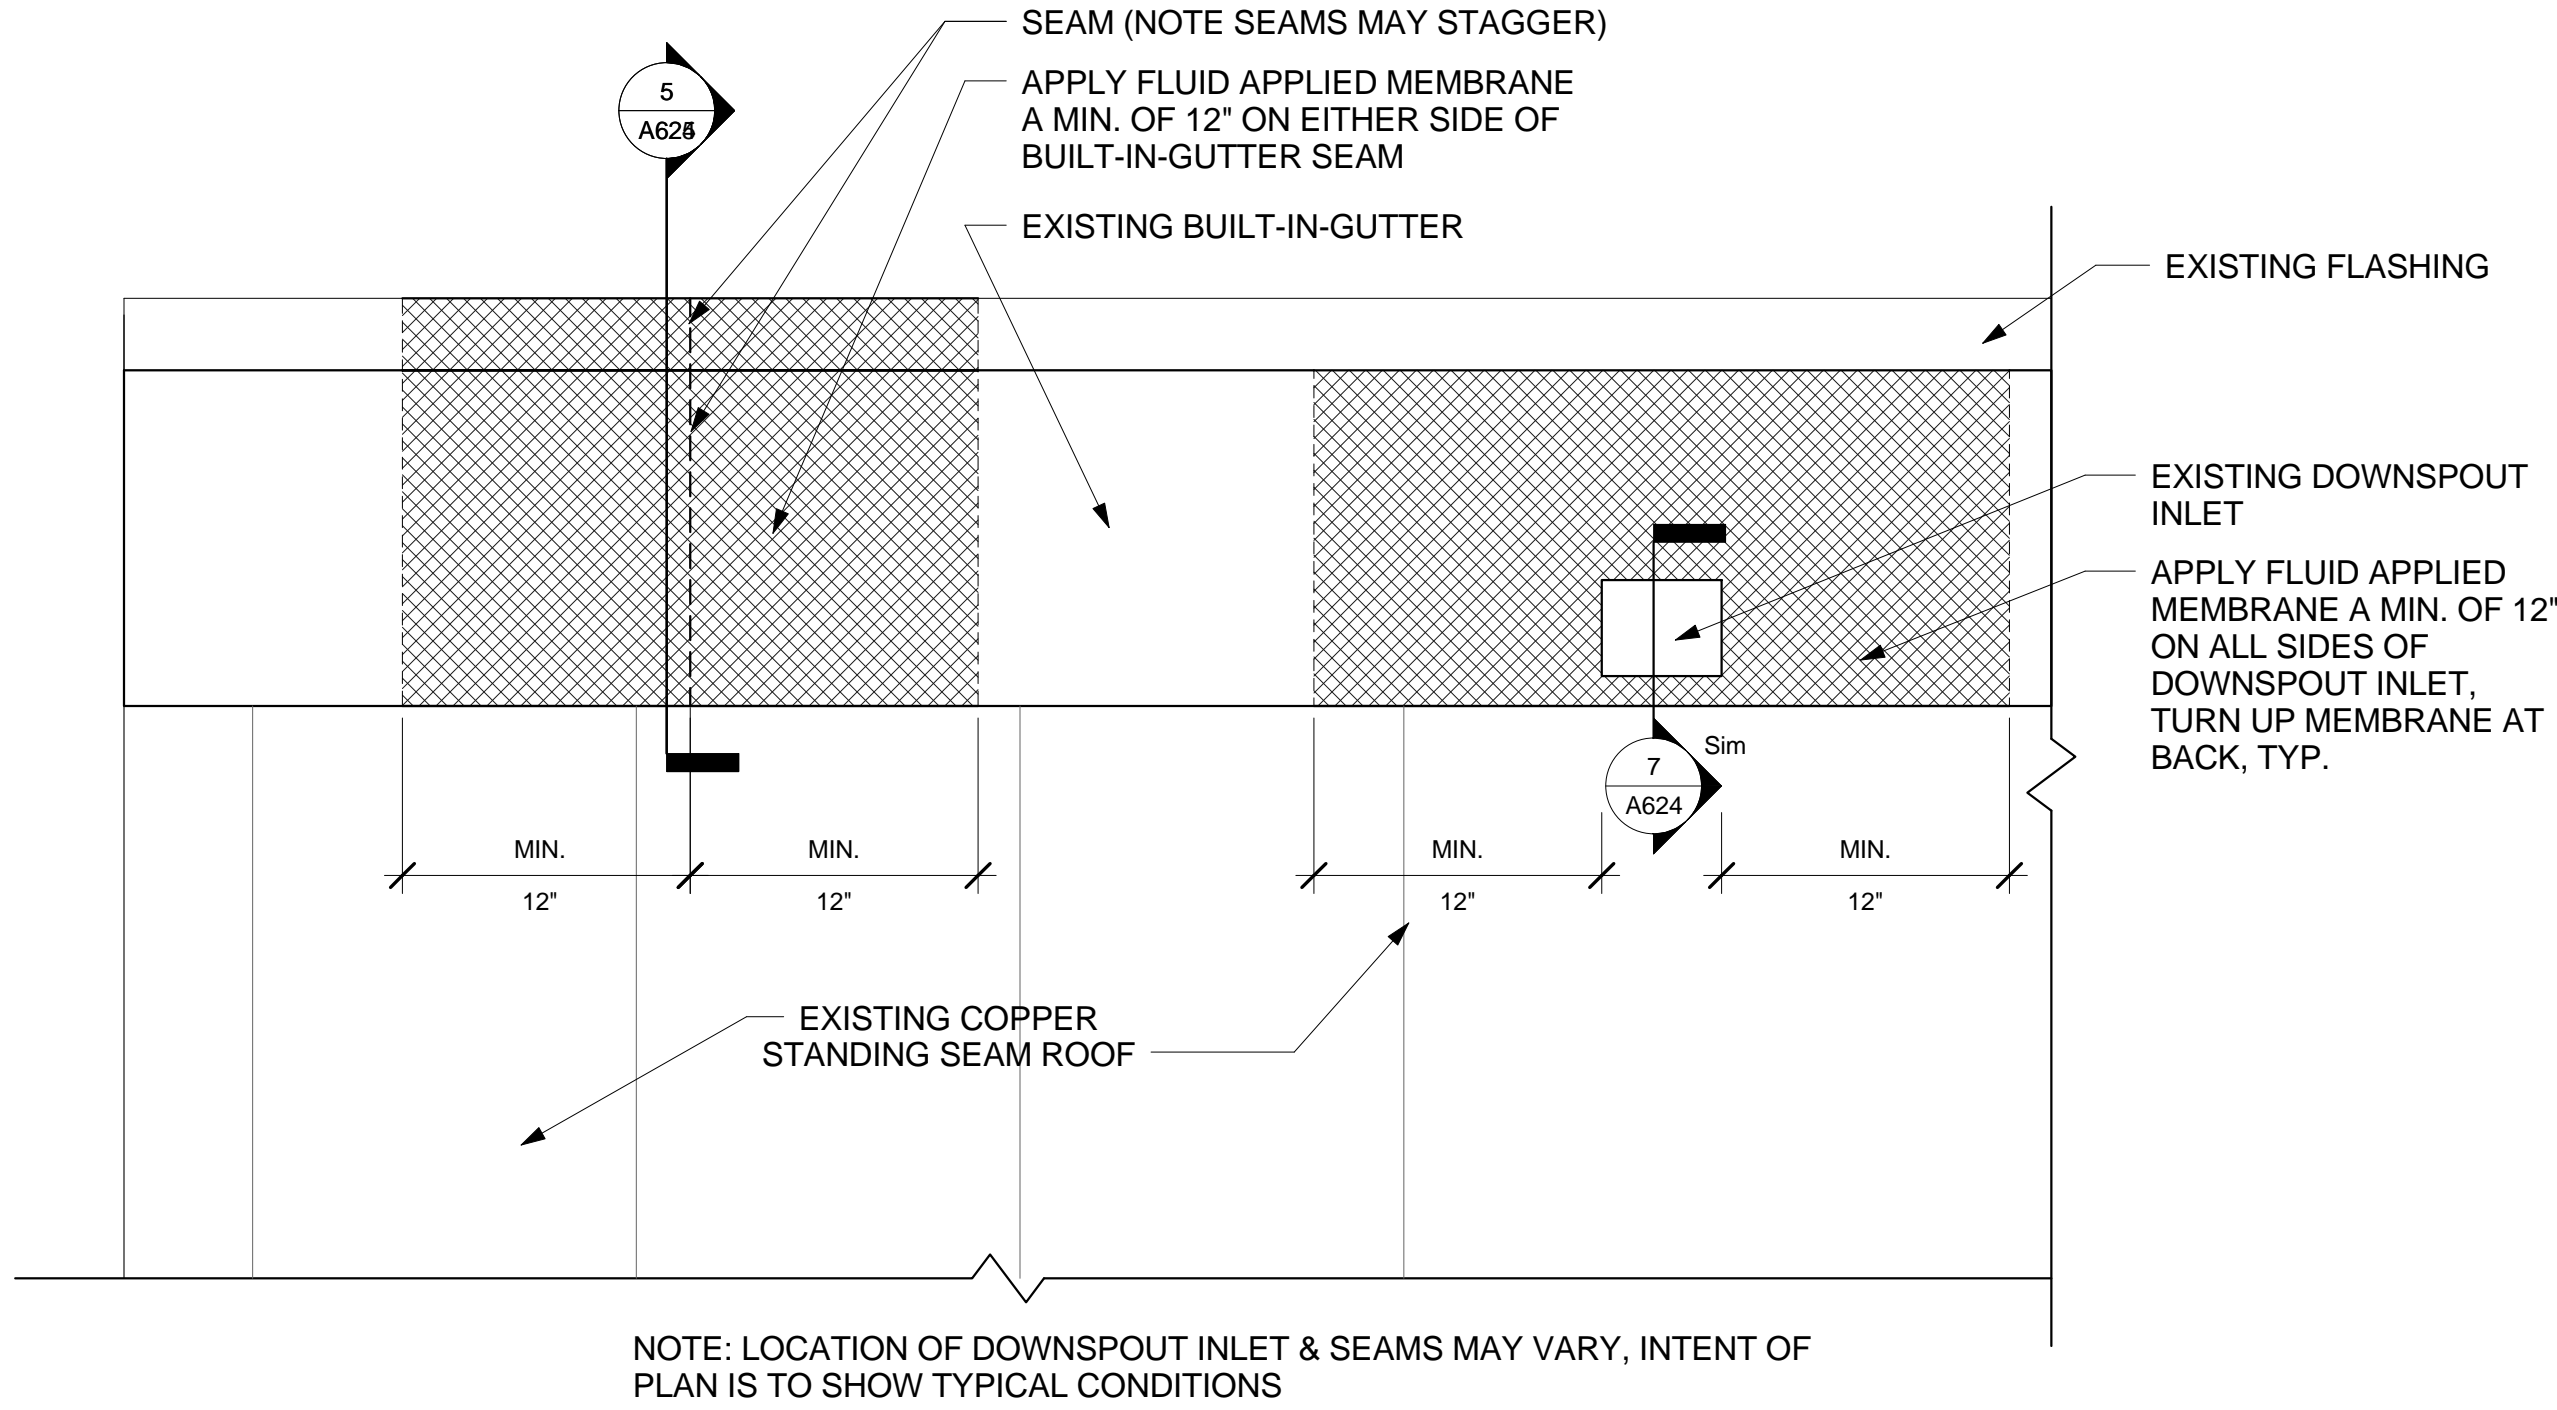 SEAM (NOTE SEAMS MAY STAGGER)
APPLY FLUID APPLIED MEMBRANE
A MIN. OF 12" ON EITHER SIDE OF
BUILT-IN-GUTTER SEAM
5
EXISTING BUILT-IN-GUTTER
EXISTING FLASHING
EXISTING DOWNSPOUT
INLET
APPLY FLUID APPLIED
MEMBRANE A MIN. OF 12"
ON ALL SIDES OF
DOWNSPOUT INLET,
TURN UP MEMBRANE AT
BACK, TYP.
Sim
7
A624
MIN.
12"
MIN.
12"
MIN.
12"
MIN.
12"
EXISTING COPPER
STANDING SEAM ROOF
NOTE: LOCATION OF DOWNSPOUT INLET & SEAMS MAY VARY, INTENT OF
PLAN IS TO SHOW TYPICAL CONDITIONS